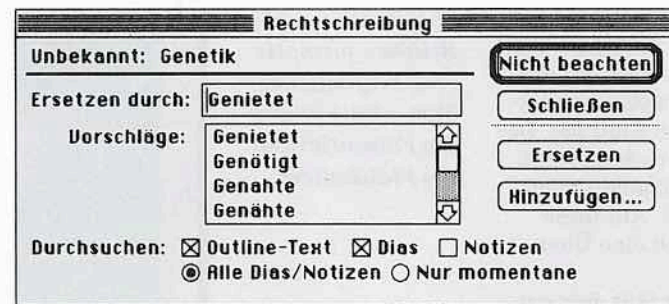 Rechtschreibung
Unbekannt: Genetik
Nicht beachten
Ersetzen durch: Genietet
Schließen
Vorschläge: Genietet
Genötigt
Genahte
Genähte
Ersetzen
Hinzufügen...
Durchsuchen: Outline-Text Dias Notizen
Alle Dias/Notizen Nur momentane